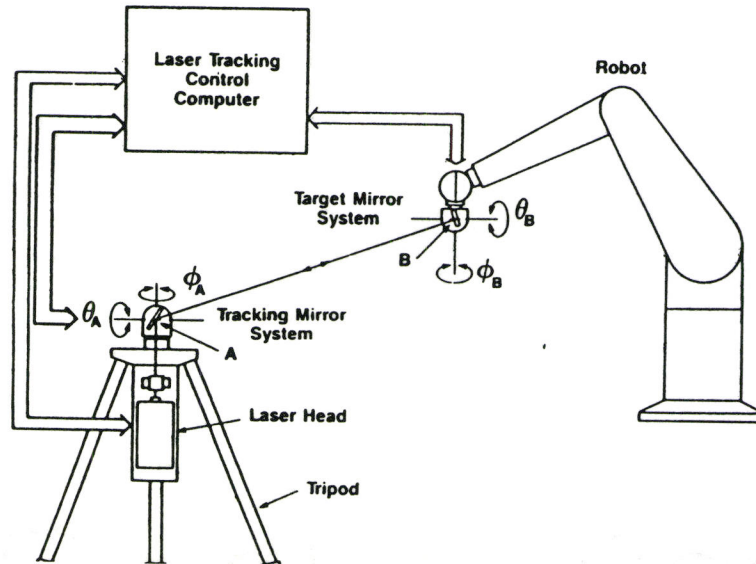 Laser Tracking
Control
Computer
Robot
Target Mirror
System
θB
B
ϕB
ϕA
θA
Tracking Mirror
System
A
Laser Head
Tripod